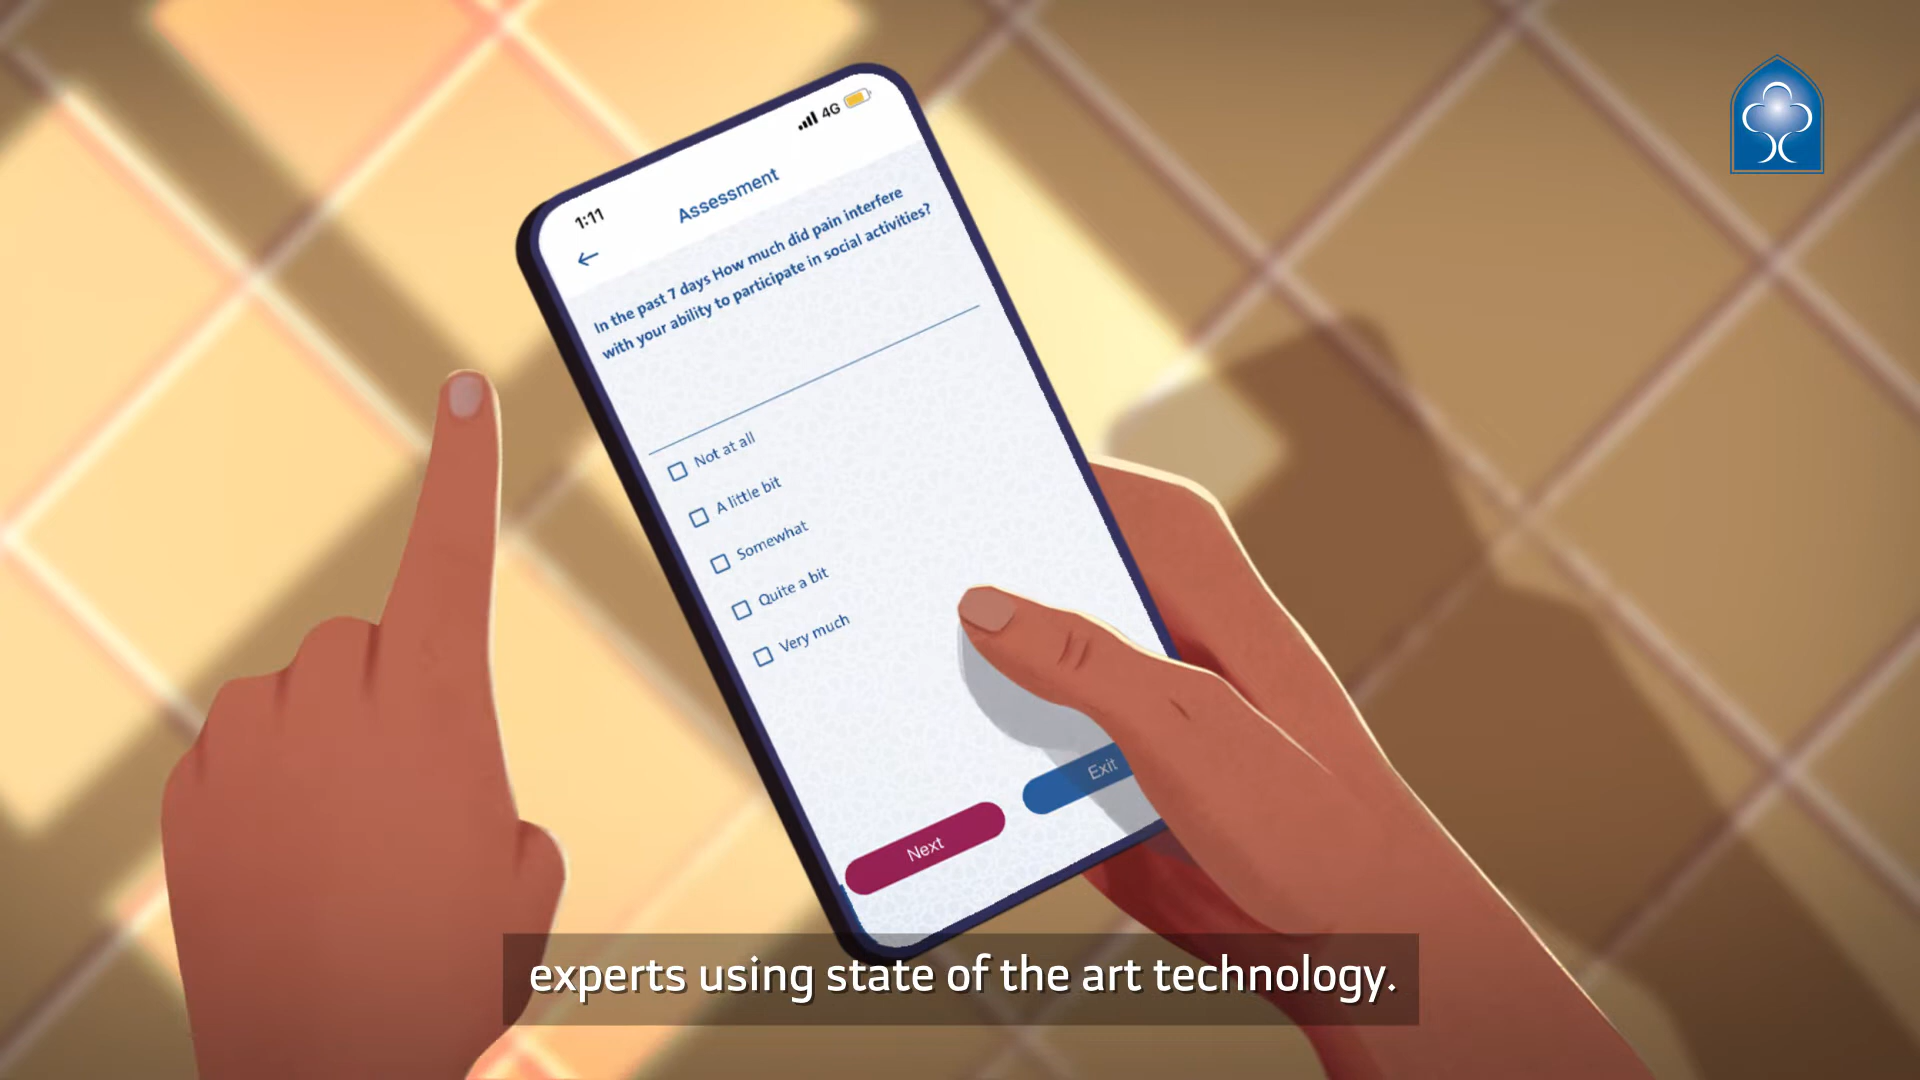 1:11
4G
Assessment
In the past 7 days How much did pain interfere
with your ability to participate in social activities?
Not at all
A little bit
Somewhat
Quite a bit
Very much
Next
Exit
experts using state of the art technology.